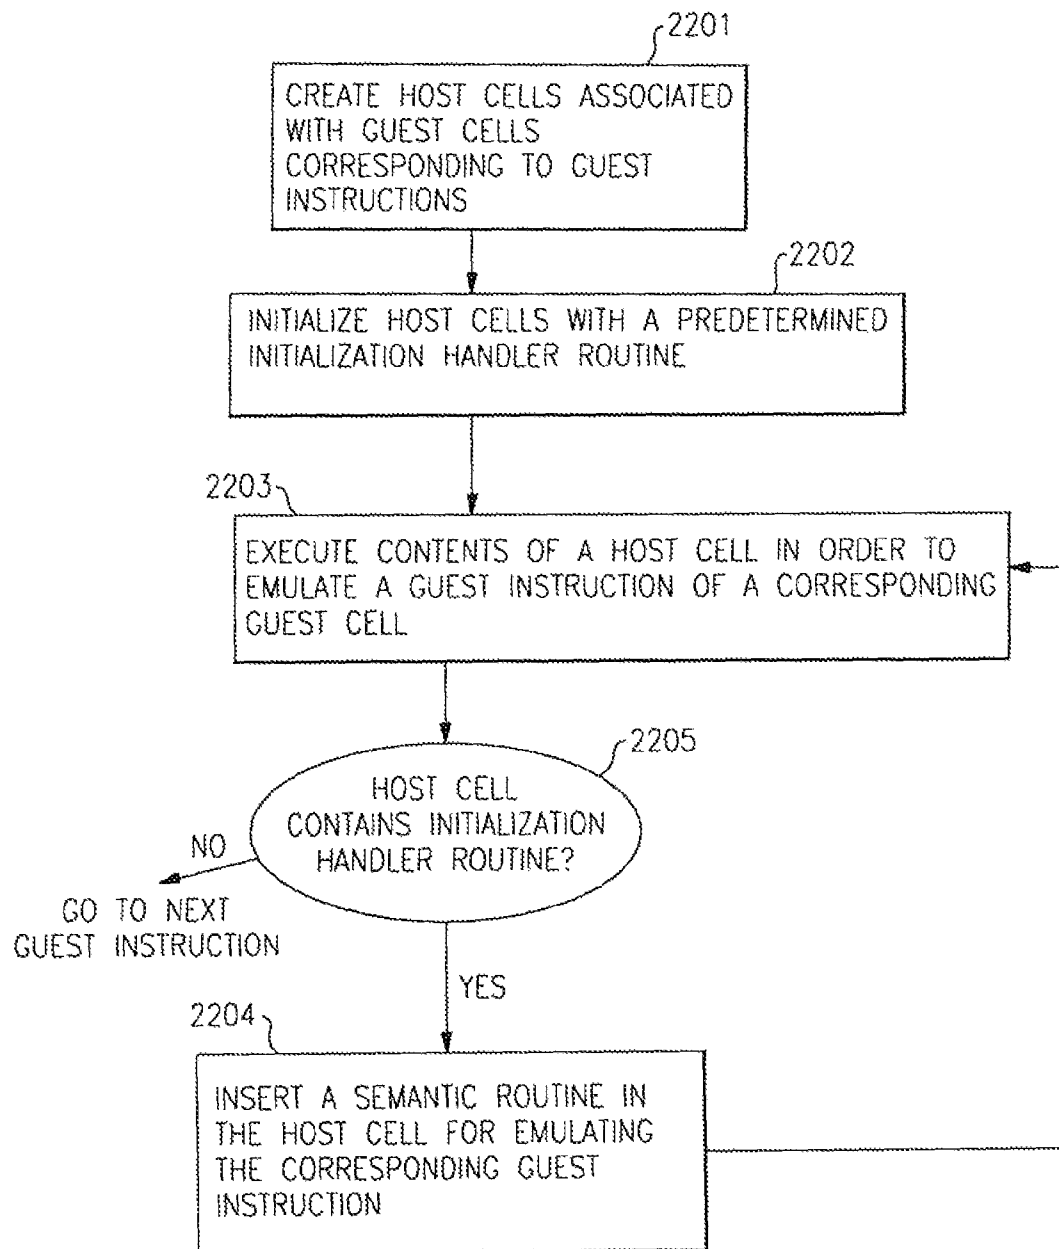 2201
CREATE HOST CELLS ASSOCIATED
WITH GUEST CELLS
CORRESPONDING TO GUEST
INSTRUCTIONS
2202
INITIALIZE HOST CELLS WITH A PREDETERMINED
INITIALIZATION HANDLER ROUTINE
2203
EXECUTE CONTENTS OF A HOST CELL IN ORDER TO
EMULATE A GUEST INSTRUCTION OF A CORRESPONDING
GUEST CELL
2205
HOST CELL
CONTAINS INITIALIZATION
HANDLER ROUTINE?
NO
GO TO NEXT
GUEST INSTRUCTION
YES
2204
INSERT A SEMANTIC ROUTINE IN
THE HOST CELL FOR EMULATING
THE CORRESPONDING GUEST
INSTRUCTION